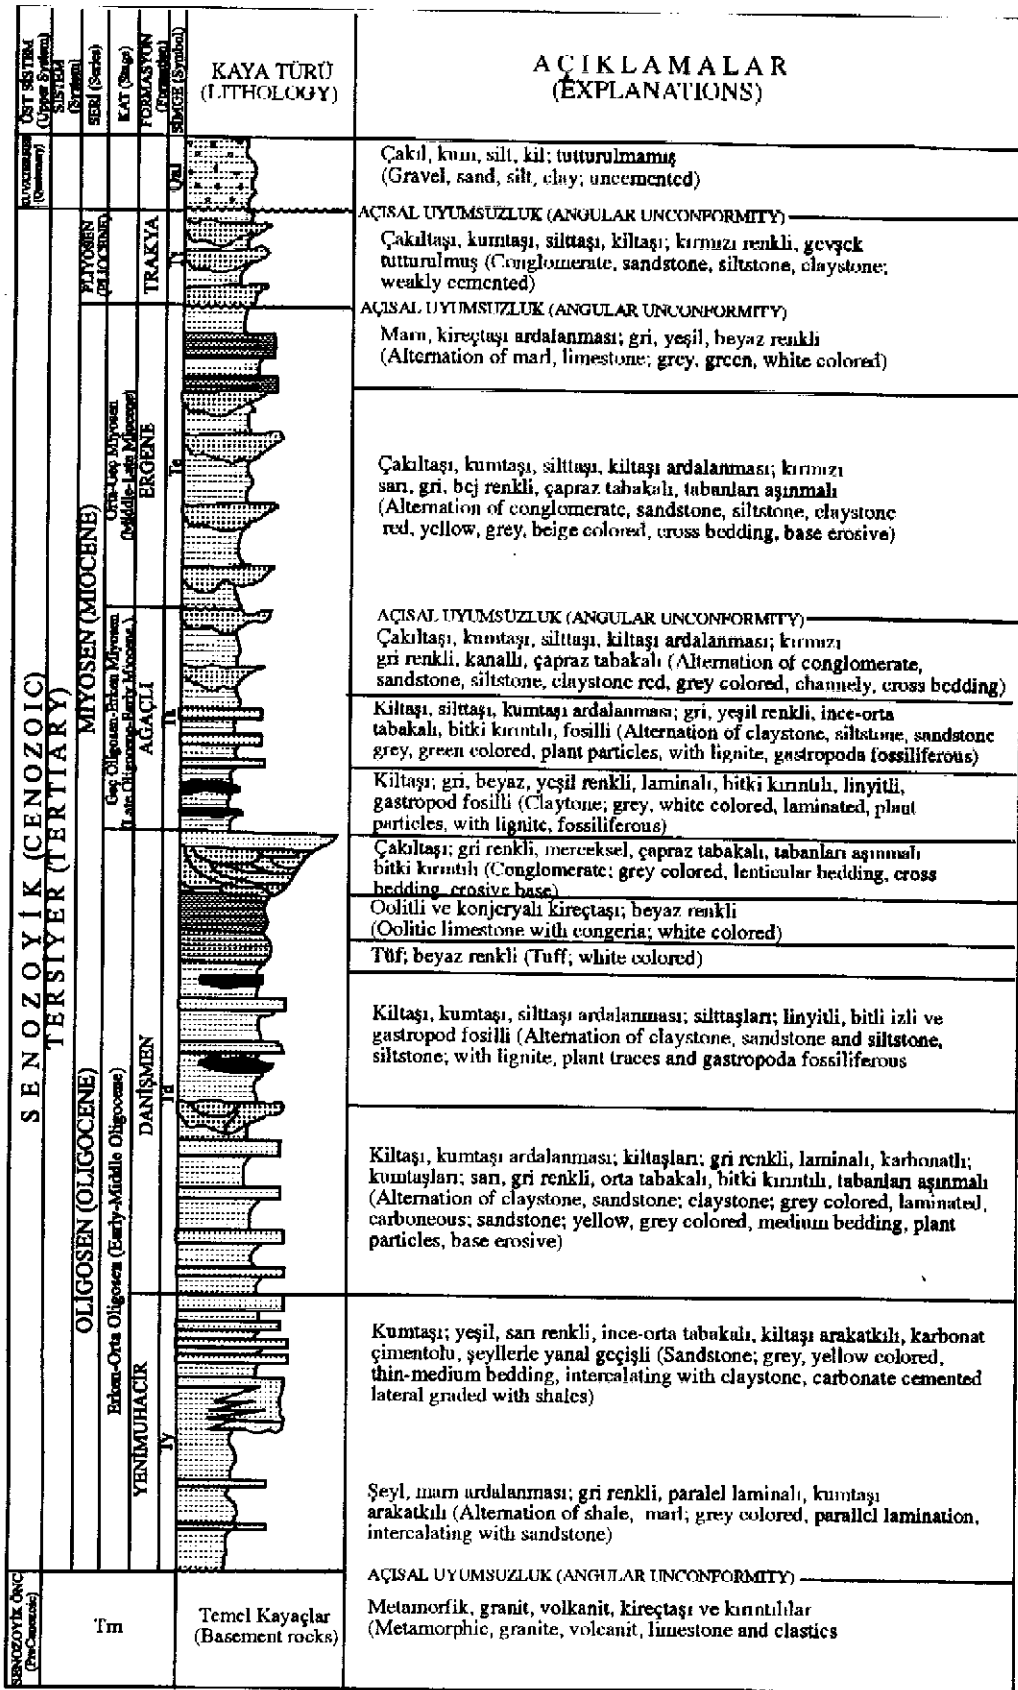 ÜST SİSTEM
(Upper System)
SİSTEM
(System)
SERİ (Series)
KAT (Stage)
FORMASYON
(Formation)
SİMGE (Symbol)
KAYA TÜRÜ
(LITHOLOGY)
AÇIKLAMALAR
(EXPLANATIONS)
(Quaternary)
Qal
Çakıl, kum, silt, kil; tutturulmamış
(Gravel, sand, silt, clay; uncemented)
AÇISAL UYUMSUZLUK (ANGULAR UNCONFORMITY)
PLİYOSEN
(PLIOCENE)
TRAKYA
Çakıltaşı, kumtaşı, silttaşı, kiltaşı; kırmızı renkli, gevşek
tutturulmuş (Conglomerate, sandstone, siltstone, claystone;
weakly cemented)
AÇISAL UYUMSUZLUK (ANGULAR UNCONFORMITY)
Marn, kireçtaşı ardalanması; gri, yeşil, beyaz renkli
(Alternation of marl, limestone; grey, green, white colored)
MİYOSEN (MIOCENE)
Orta-Geç Miyosen
(Middle-Late Miocene)
ERGENE
Te
Çakıltaşı, kumtaşı, silttaşı, kiltaşı ardalanması; kırmızı
sarı, gri, bej renkli, çapraz tabakalı, tabanları aşınmalı
(Alternation of conglomerate, sandstone, siltstone, claystone
red, yellow, grey, beige colored, cross bedding, base erosive)
AÇISAL UYUMSUZLUK (ANGULAR UNCONFORMITY)
Geç Oligosen-Erken Miyosen
(Late Oligocene-Early Miocene.)
AĞAÇLI
Çakıltaşı, kumtaşı, silttaşı, kiltaşı ardalanması; kırmızı
gri renkli, kanallı, çapraz tabakalı (Alternation of conglomerate,
sandstone, siltstone, claystone red, grey colored, channely, cross bedding)
Kiltaşı, silttaşı, kumtaşı ardalanması; gri, yeşil renkli, ince-orta
tabakalı, bitki kırıntılı, fosilli (Alternation of claystone, siltstone, sandstone
grey, green colored, plant particles, with lignite, gastropoda fossiliferous)
Kiltaşı; gri, beyaz, yeşil renkli, laminalı, bitki kırıntılı, linyitli,
gastropod fosilli (Claytone; grey, white colored, laminated, plant
particles, with lignite, fossiliferous)
SENOZOYİK (CENOZOIC)
TERSİYER (TERTIARY)
OLİGOSEN (OLIGOCENE)
Erken-Orta Oligosen (Early-Middle Oligocene)
DANİŞMEN
Td
Çakıltaşı; gri renkli, merceksel, çapraz tabakalı, tabanları aşınmalı
bitki kırıntılı (Conglomerate; grey colored, lenticular bedding, cross
bedding, erosive base)
Oolitli ve konjeryalı kireçtaşı; beyaz renkli
(Oolitic limestone with congeria; white colored)
Tüf; beyaz renkli (Tuff; white colored)
Kiltaşı, kumtaşı, silttaşı ardalanması; silttaşları; linyitli, bitli izli ve
gastropod fosilli (Alternation of claystone, sandstone and siltstone,
siltstone; with lignite, plant traces and gastropoda fossiliferous
Kiltaşı, kumtaşı ardalanması; kiltaşları; gri renkli, laminalı, karbonatlı;
kumtaşları; sarı, gri renkli, orta tabakalı, bitki kırıntılı, tabanları aşınmalı
(Alternation of claystone, sandstone; claystone; grey colored, laminated,
carboneous; sandstone; yellow, grey colored, medium bedding, plant
particles, base erosive)
YENİMUHACİR
Ty
Kumtaşı; yeşil, sarı renkli, ince-orta tabakalı, kiltaşı arakatkılı, karbonat
çimentolu, şeyllerle yanal geçişli (Sandstone; grey, yellow colored,
thin-medium bedding, intercalating with claystone, carbonate cemented
lateral graded with shales)
Şeyl, marn ardalanması; gri renkli, paralel laminalı, kumtaşı
arakatkılı (Alternation of shale, marl; grey colored, parallel lamination,
intercalating with sandstone)
AÇISAL UYUMSUZLUK (ANGULAR UNCONFORMITY)
SENOZOYİK ÖNC.
(PreCenozoic)
Tm
Temel Kayaçlar
(Basement rocks)
Metamorfik, granit, volkanit, kireçtaşı ve kırıntılılar
(Metamorphic, granite, volcanit, limestone and clastics